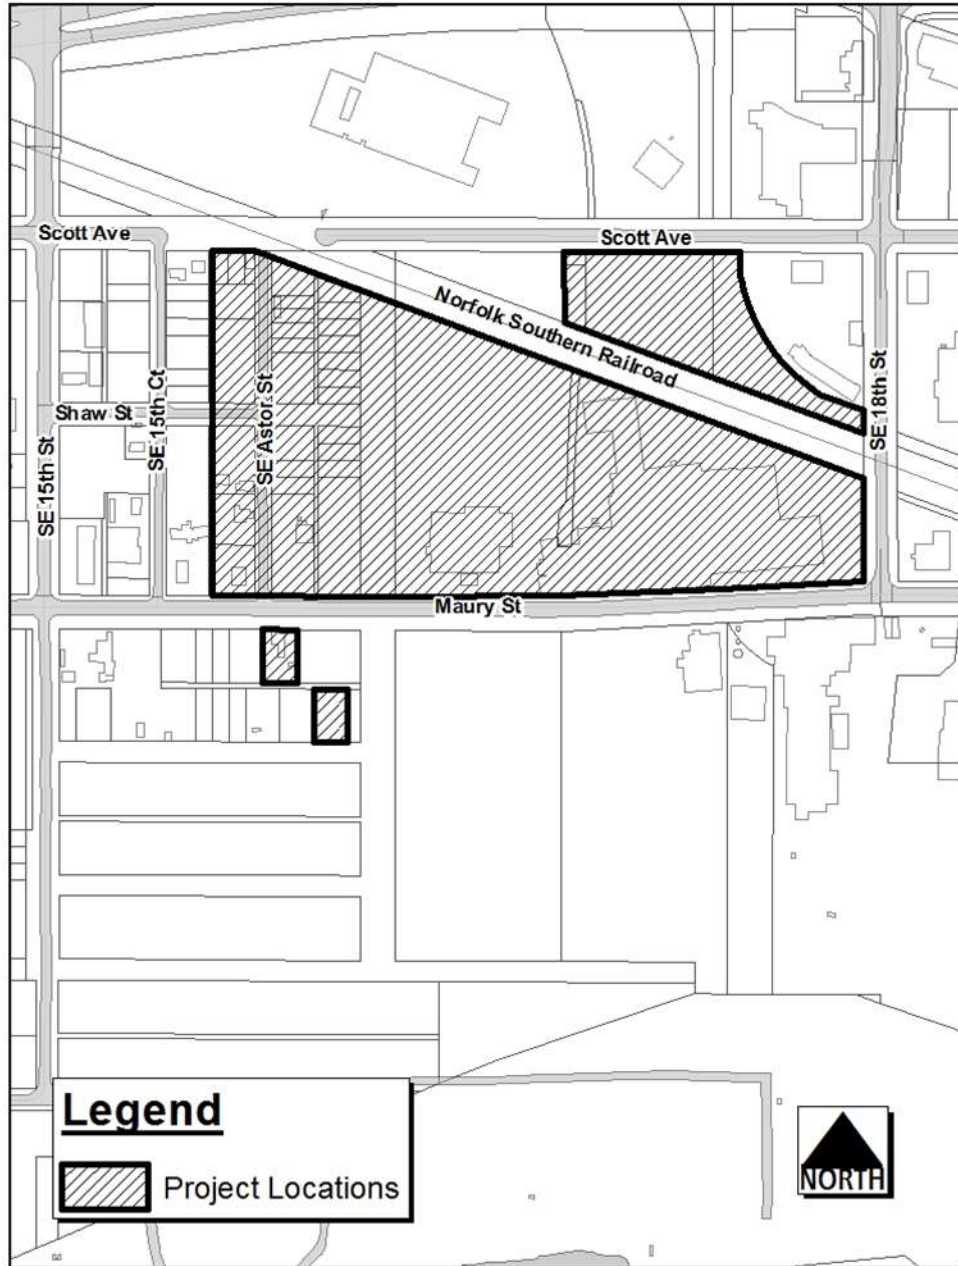 Scott Ave
Scott Ave
Norfolk Southern Railroad
Shaw St
SE 15th St
SE 15th Ct
SE Astor St
SE 18th St
Maury St
Legend
Project Locations
NORTH